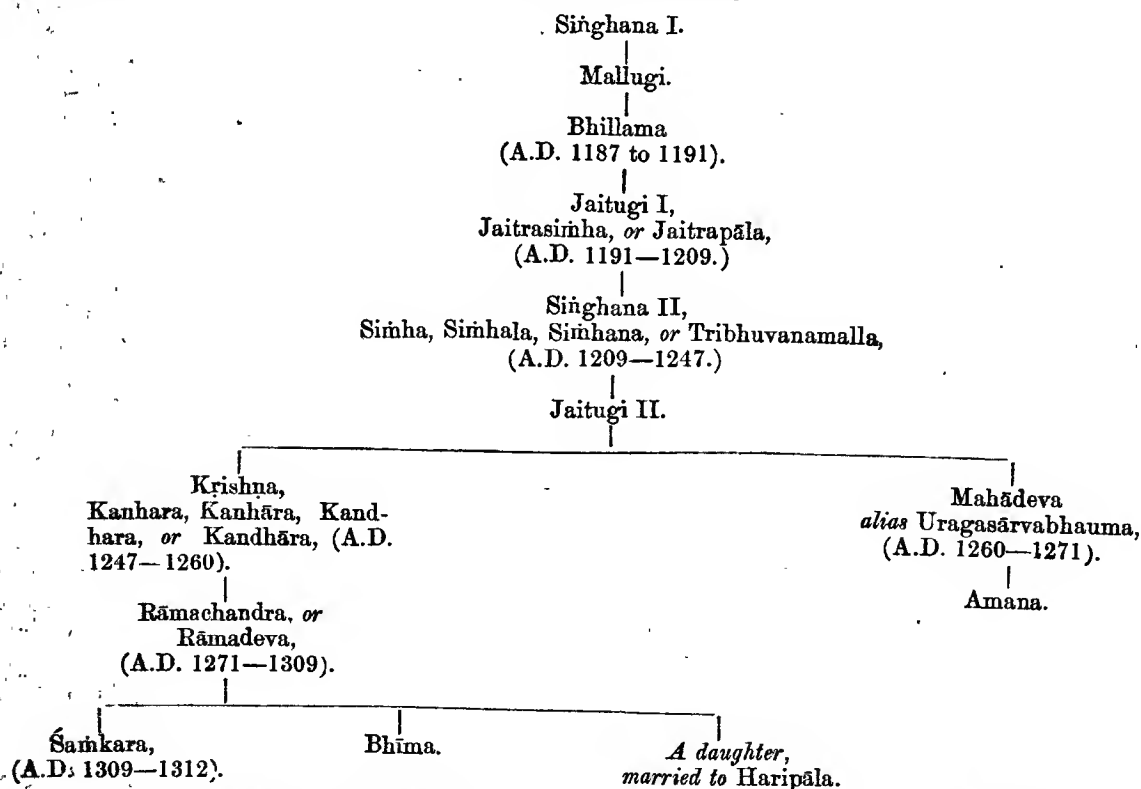 Siṅghana I.
Mallugi.
Bhillama
(A.D. 1187 to 1191).
Jaitugi I,
Jaitrasiṁha, or Jaitrapāla,
(A.D. 1191—1209.)
Siṅghana II,
Siṁha, Siṁhala, Siṁhana, or Tribhuvanamalla,
(A.D. 1209—1247.)
Jaitugi II.
Kṛishṇa,
Kanhara, Kanhāra, Kand-
hara, or Kandhāra, (A.D.
1247—1260).
Mahādeva
alias Uragasārvabhauma,
(A.D. 1260—1271).
Amana.
Rāmachandra, or
Rāmadeva,
(A.D. 1271—1309).
Śaṁkara,
(A.D. 1309—1312).
Bhīma.
A daughter,
married to Haripāla.